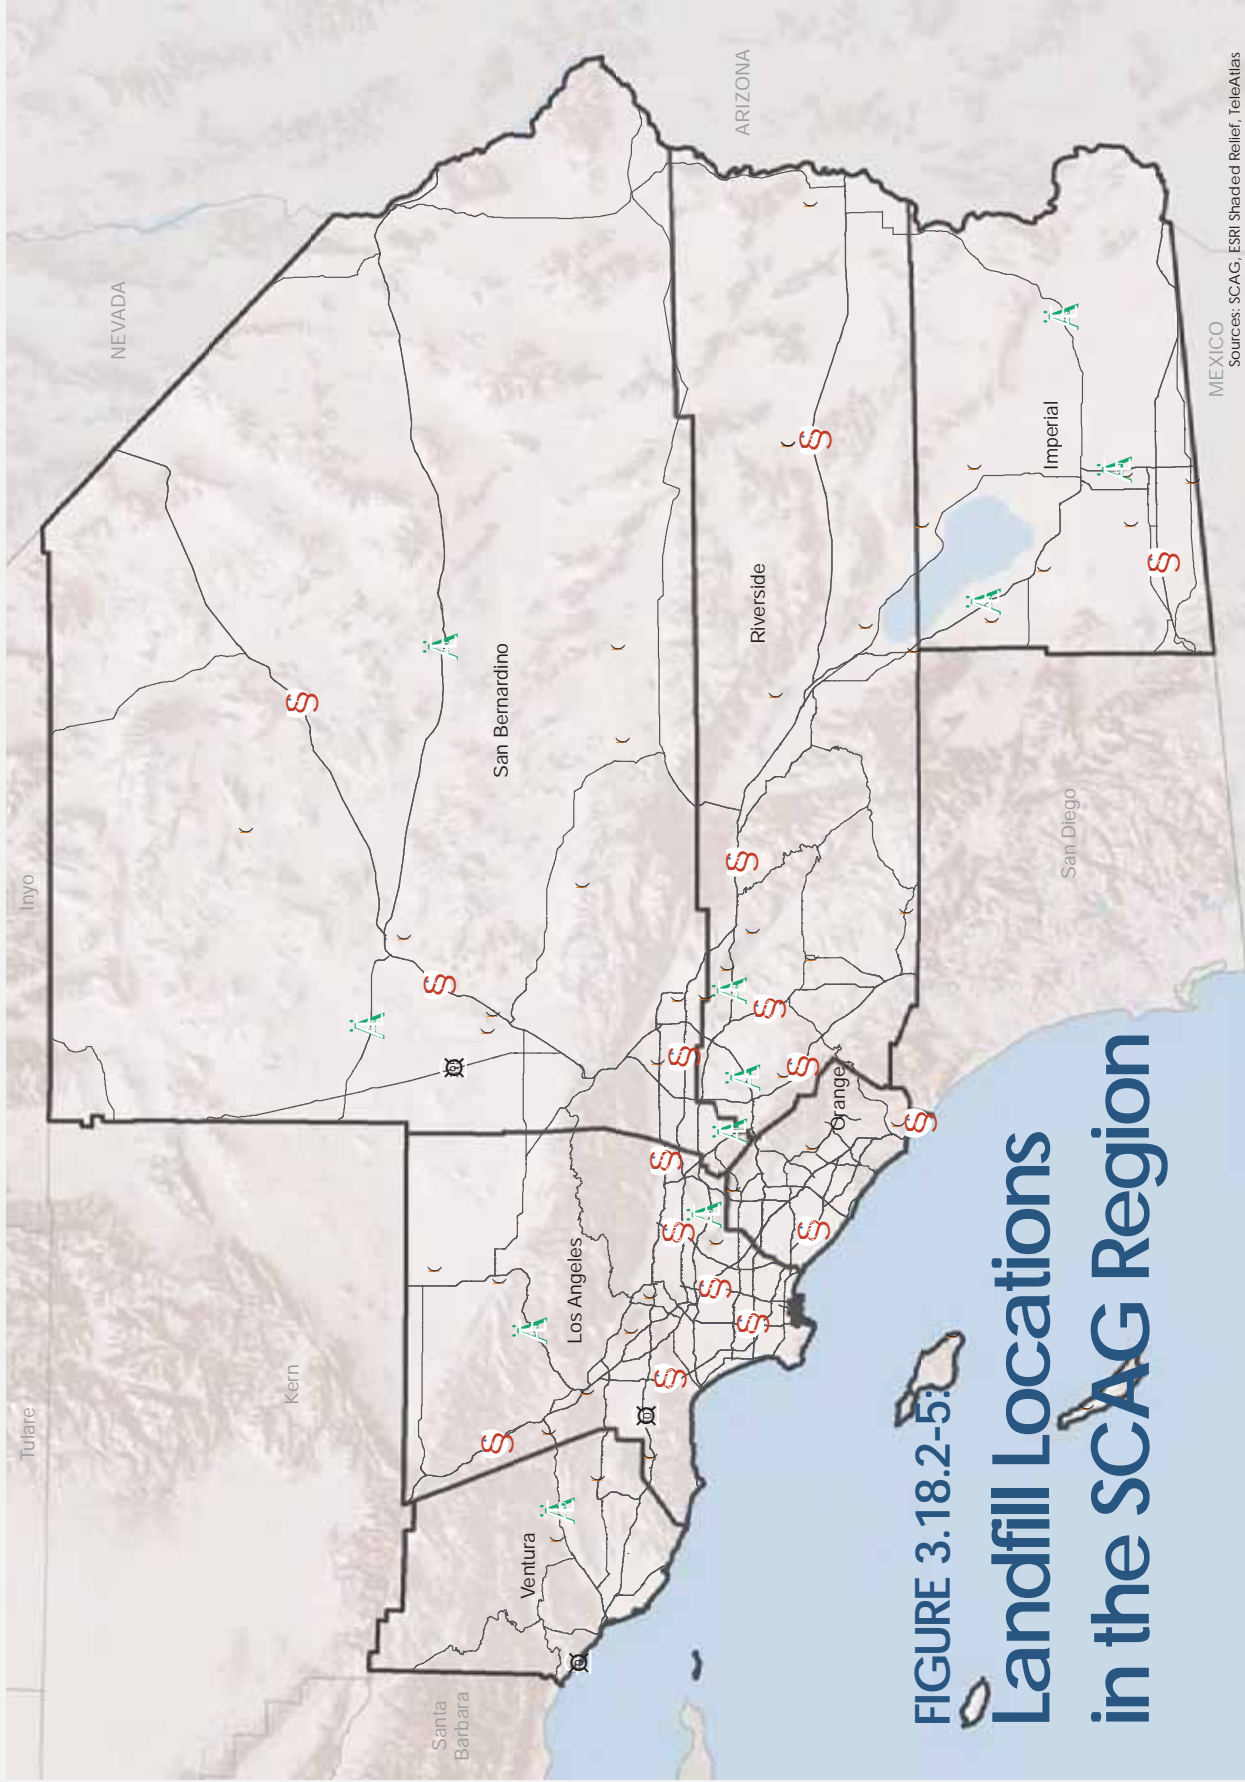 Tulare
Inyo
NEVADA
Kern
Santa
Barbara
San Bernardino
Ventura
Los Angeles
ARIZONA
Riverside
Orange
Imperial
San Diego
MEXICO
FIGURE 3.18.2-5:
Landfill Locations
in the SCAG Region
Sources: SCAG, ESRI Shaded Relief, TeleAtlas